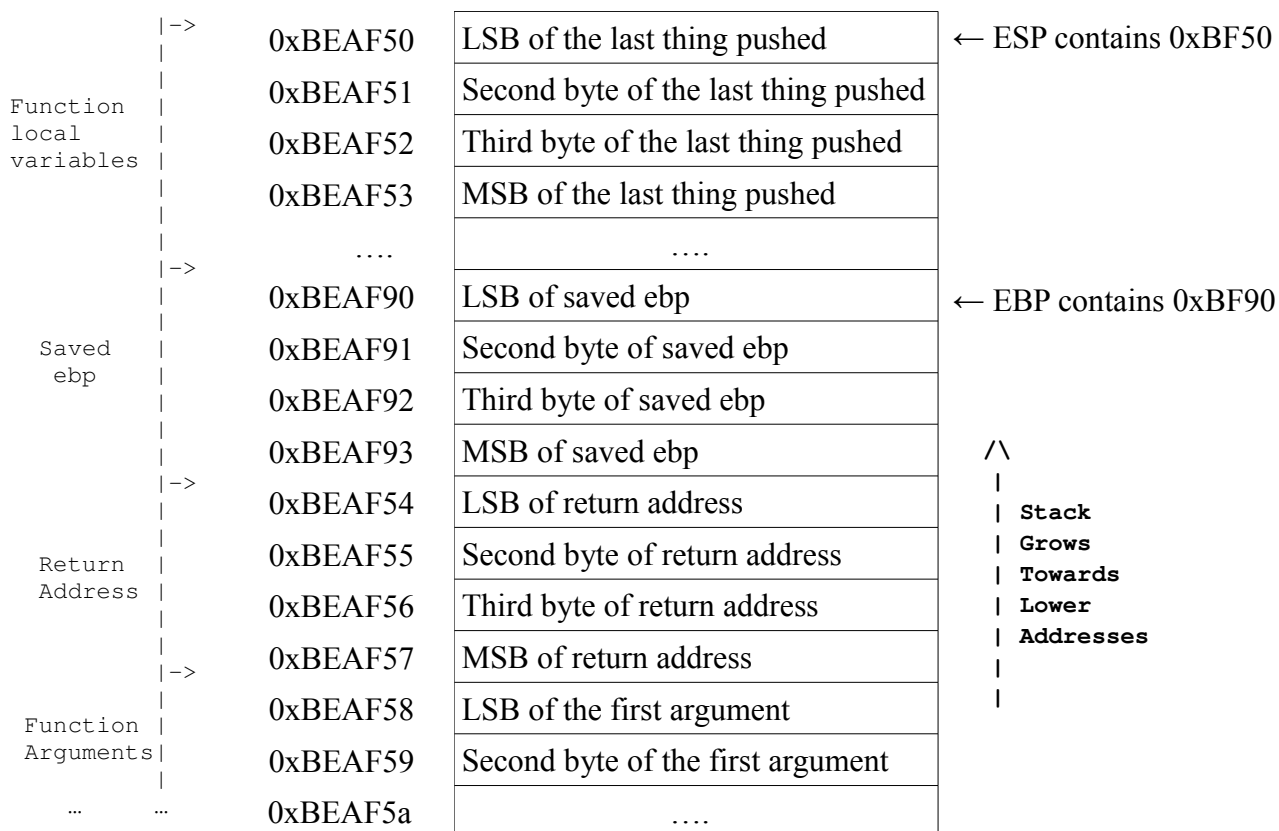 |-> 0xBEAF50 LSB of the last thing pushed ← ESP contains 0xBF50
0xBEAF51 Second byte of the last thing pushed
Function
local
variables
0xBEAF52 Third byte of the last thing pushed
0xBEAF53 MSB of the last thing pushed
.... ....
|-> 0xBEAF90 LSB of saved ebp ← EBP contains 0xBF90
Saved
ebp
0xBEAF91 Second byte of saved ebp
0xBEAF92 Third byte of saved ebp
0xBEAF93 MSB of saved ebp
|-> 0xBEAF54 LSB of return address
Return
Address
0xBEAF55 Second byte of return address
0xBEAF56 Third byte of return address
0xBEAF57 MSB of return address
/\
| Stack
| Grows
| Towards
| Lower
| Addresses
|
|
|-> 0xBEAF58 LSB of the first argument
Function
Arguments|
0xBEAF59 Second byte of the first argument
… … 0xBEAF5a ....